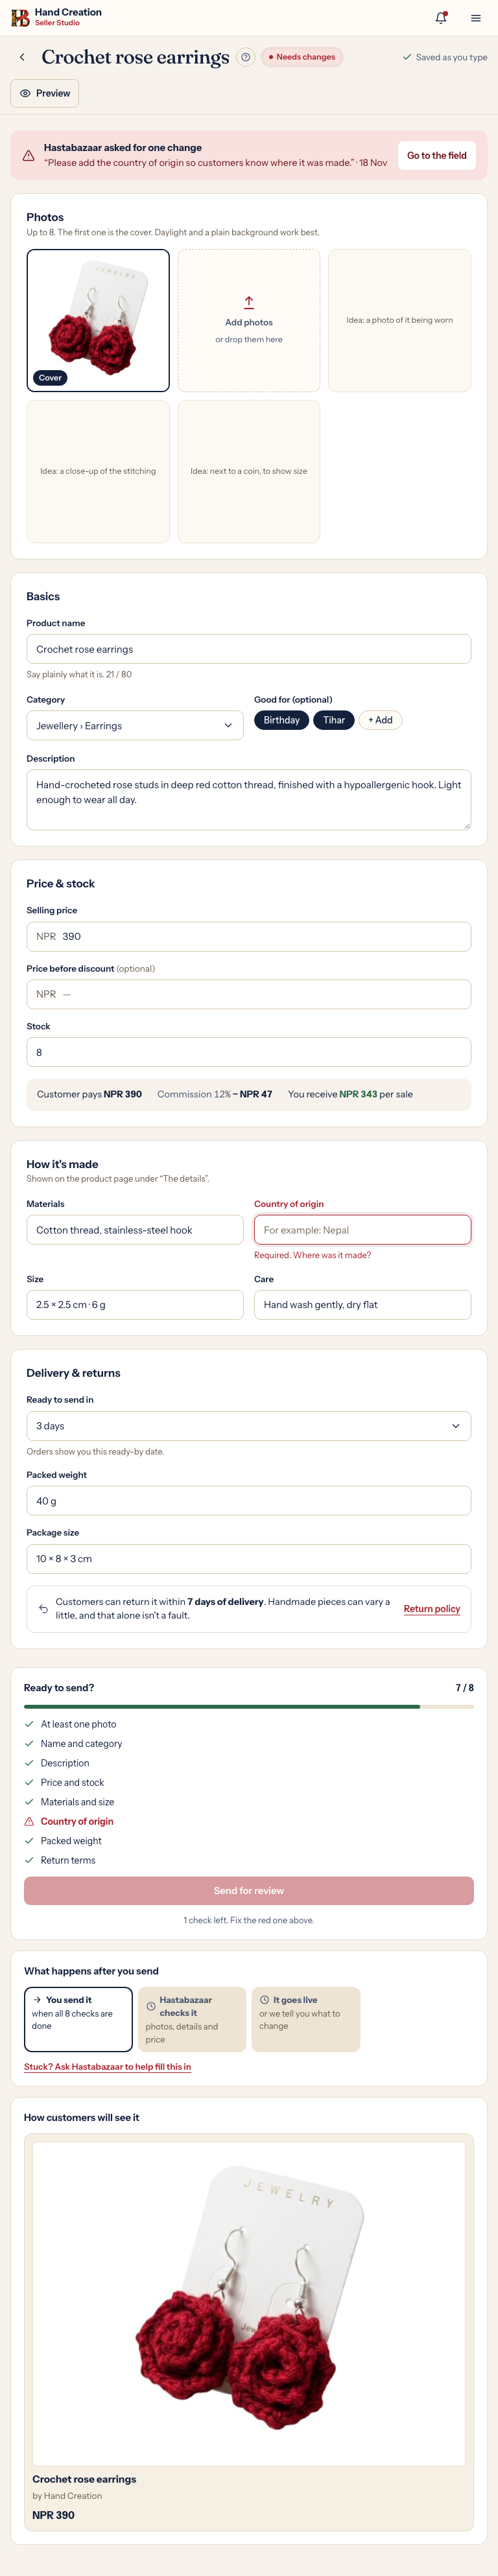 Hand Creation
Seller Studio
Crochet rose earrings
Needs changes
Saved as you type
Preview
Hastabazaar asked for one change
“Please add the country of origin so customers know where it was made.” · 18 Nov
Go to the field
Photos
Up to 8. The first one is the cover. Daylight and a plain background work best.
JEWELRY
Cover
Add photos
or drop them here
Idea: a photo of it being worn
Idea: a close-up of the stitching
Idea: next to a coin, to show size
Basics
Product name
Crochet rose earrings
Say plainly what it is. 21 / 80
Category
Good for (optional)
Jewellery › Earrings
Birthday
Tihar
+ Add
Description
Hand-crocheted rose studs in deep red cotton thread, finished with a hypoallergenic hook. Light
enough to wear all day.
Price & stock
Selling price
NPR 390
Price before discount (optional)
NPR —
Stock
8
Customer pays NPR 390 Commission 12% − NPR 47 You receive NPR 343 per sale
How it's made
Shown on the product page under “The details”.
Materials
Country of origin
Cotton thread, stainless-steel hook
For example: Nepal
Required. Where was it made?
Size
Care
2.5 × 2.5 cm · 6 g
Hand wash gently, dry flat
Delivery & returns
Ready to send in
3 days
Orders show you this ready-by date.
Packed weight
40 g
Package size
10 × 8 × 3 cm
Customers can return it within 7 days of delivery. Handmade pieces can vary a
little, and that alone isn't a fault.
Return policy
Ready to send?
7 / 8
At least one photo
Name and category
Description
Price and stock
Materials and size
Country of origin
Packed weight
Return terms
Send for review
1 check left. Fix the red one above.
What happens after you send
You send it
when all 8 checks are
done
Hastabazaar
checks it
photos, details and
price
It goes live
or we tell you what to
change
Stuck? Ask Hastabazaar to help fill this in
How customers will see it
JEWELRY
Crochet rose earrings
by Hand Creation
NPR 390